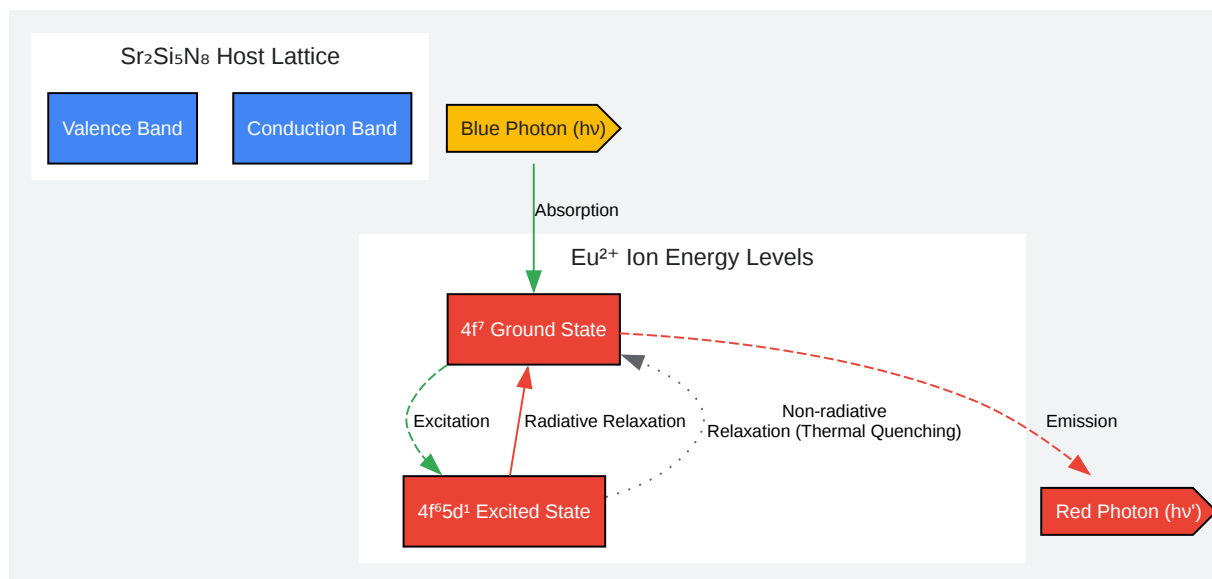 Sr₂Si₅N₈ Host Lattice
Valence Band
Conduction Band
Blue Photon (hν)
Absorption
Eu²⁺ Ion Energy Levels
4f⁷ Ground State
Excitation
Radiative Relaxation
Non-radiative
Relaxation (Thermal Quenching)
Emission
4f⁶5d¹ Excited State
Red Photon (hν')